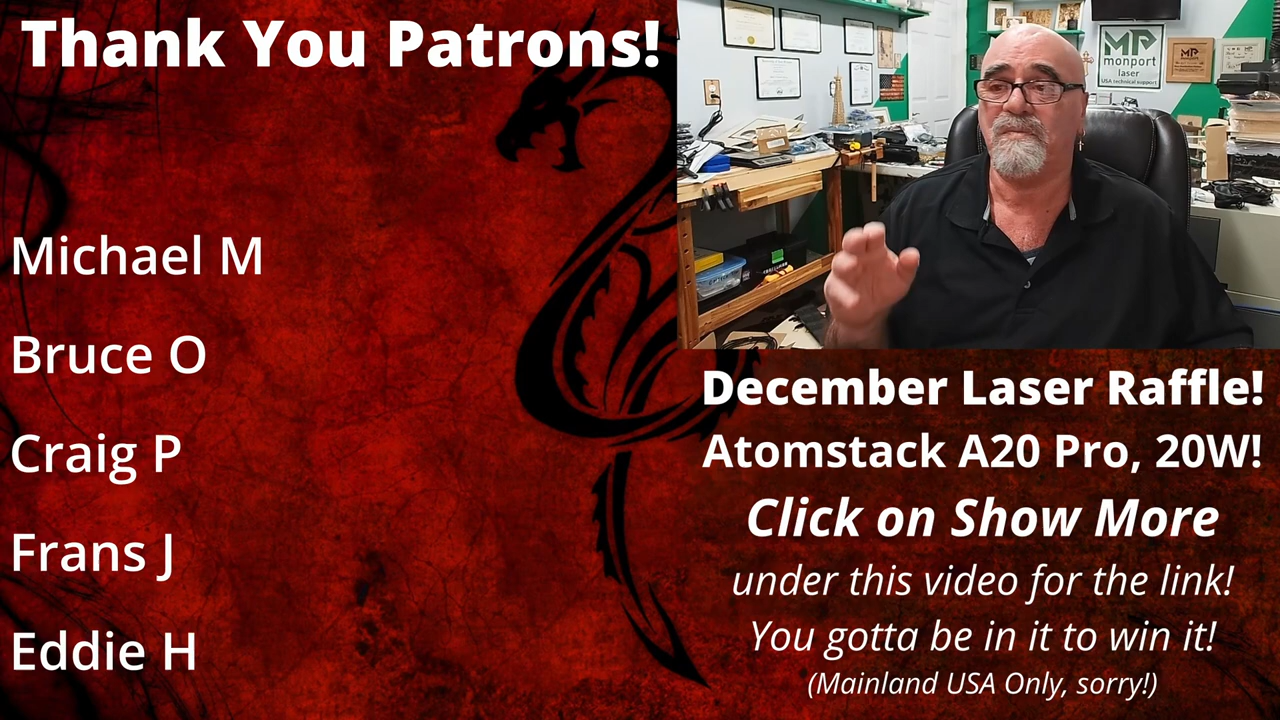 Thank You Patrons!
Michael M
Bruce O
Craig P
Frans J
Eddie H
MP
monport
laser
USA technical support
December Laser Raffle!
Atomstack A20 Pro, 20W!
Click on Show More
under this video for the link!
You gotta be in it to win it!
(Mainland USA Only, sorry!)